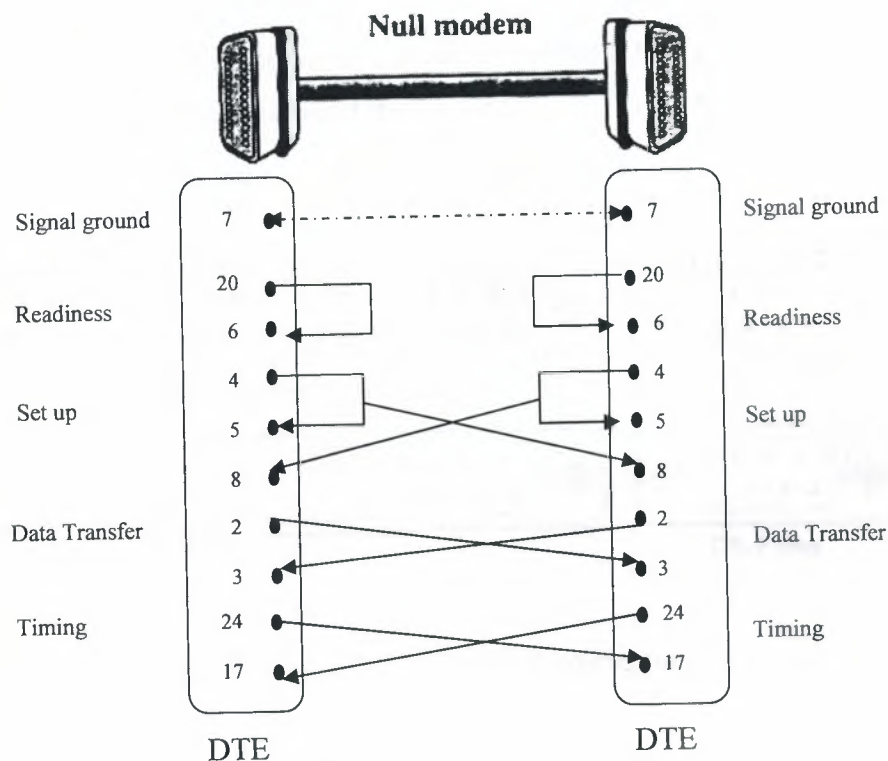 Null modem
Signal ground 7 7 Signal ground
20 20
Readiness Readiness
6 6
4 4
Set up Set up
5 5
8 8
2 2
Data Transfer Data Transfer
3 3
24 24
Timing Timing
17 17
DTE DTE